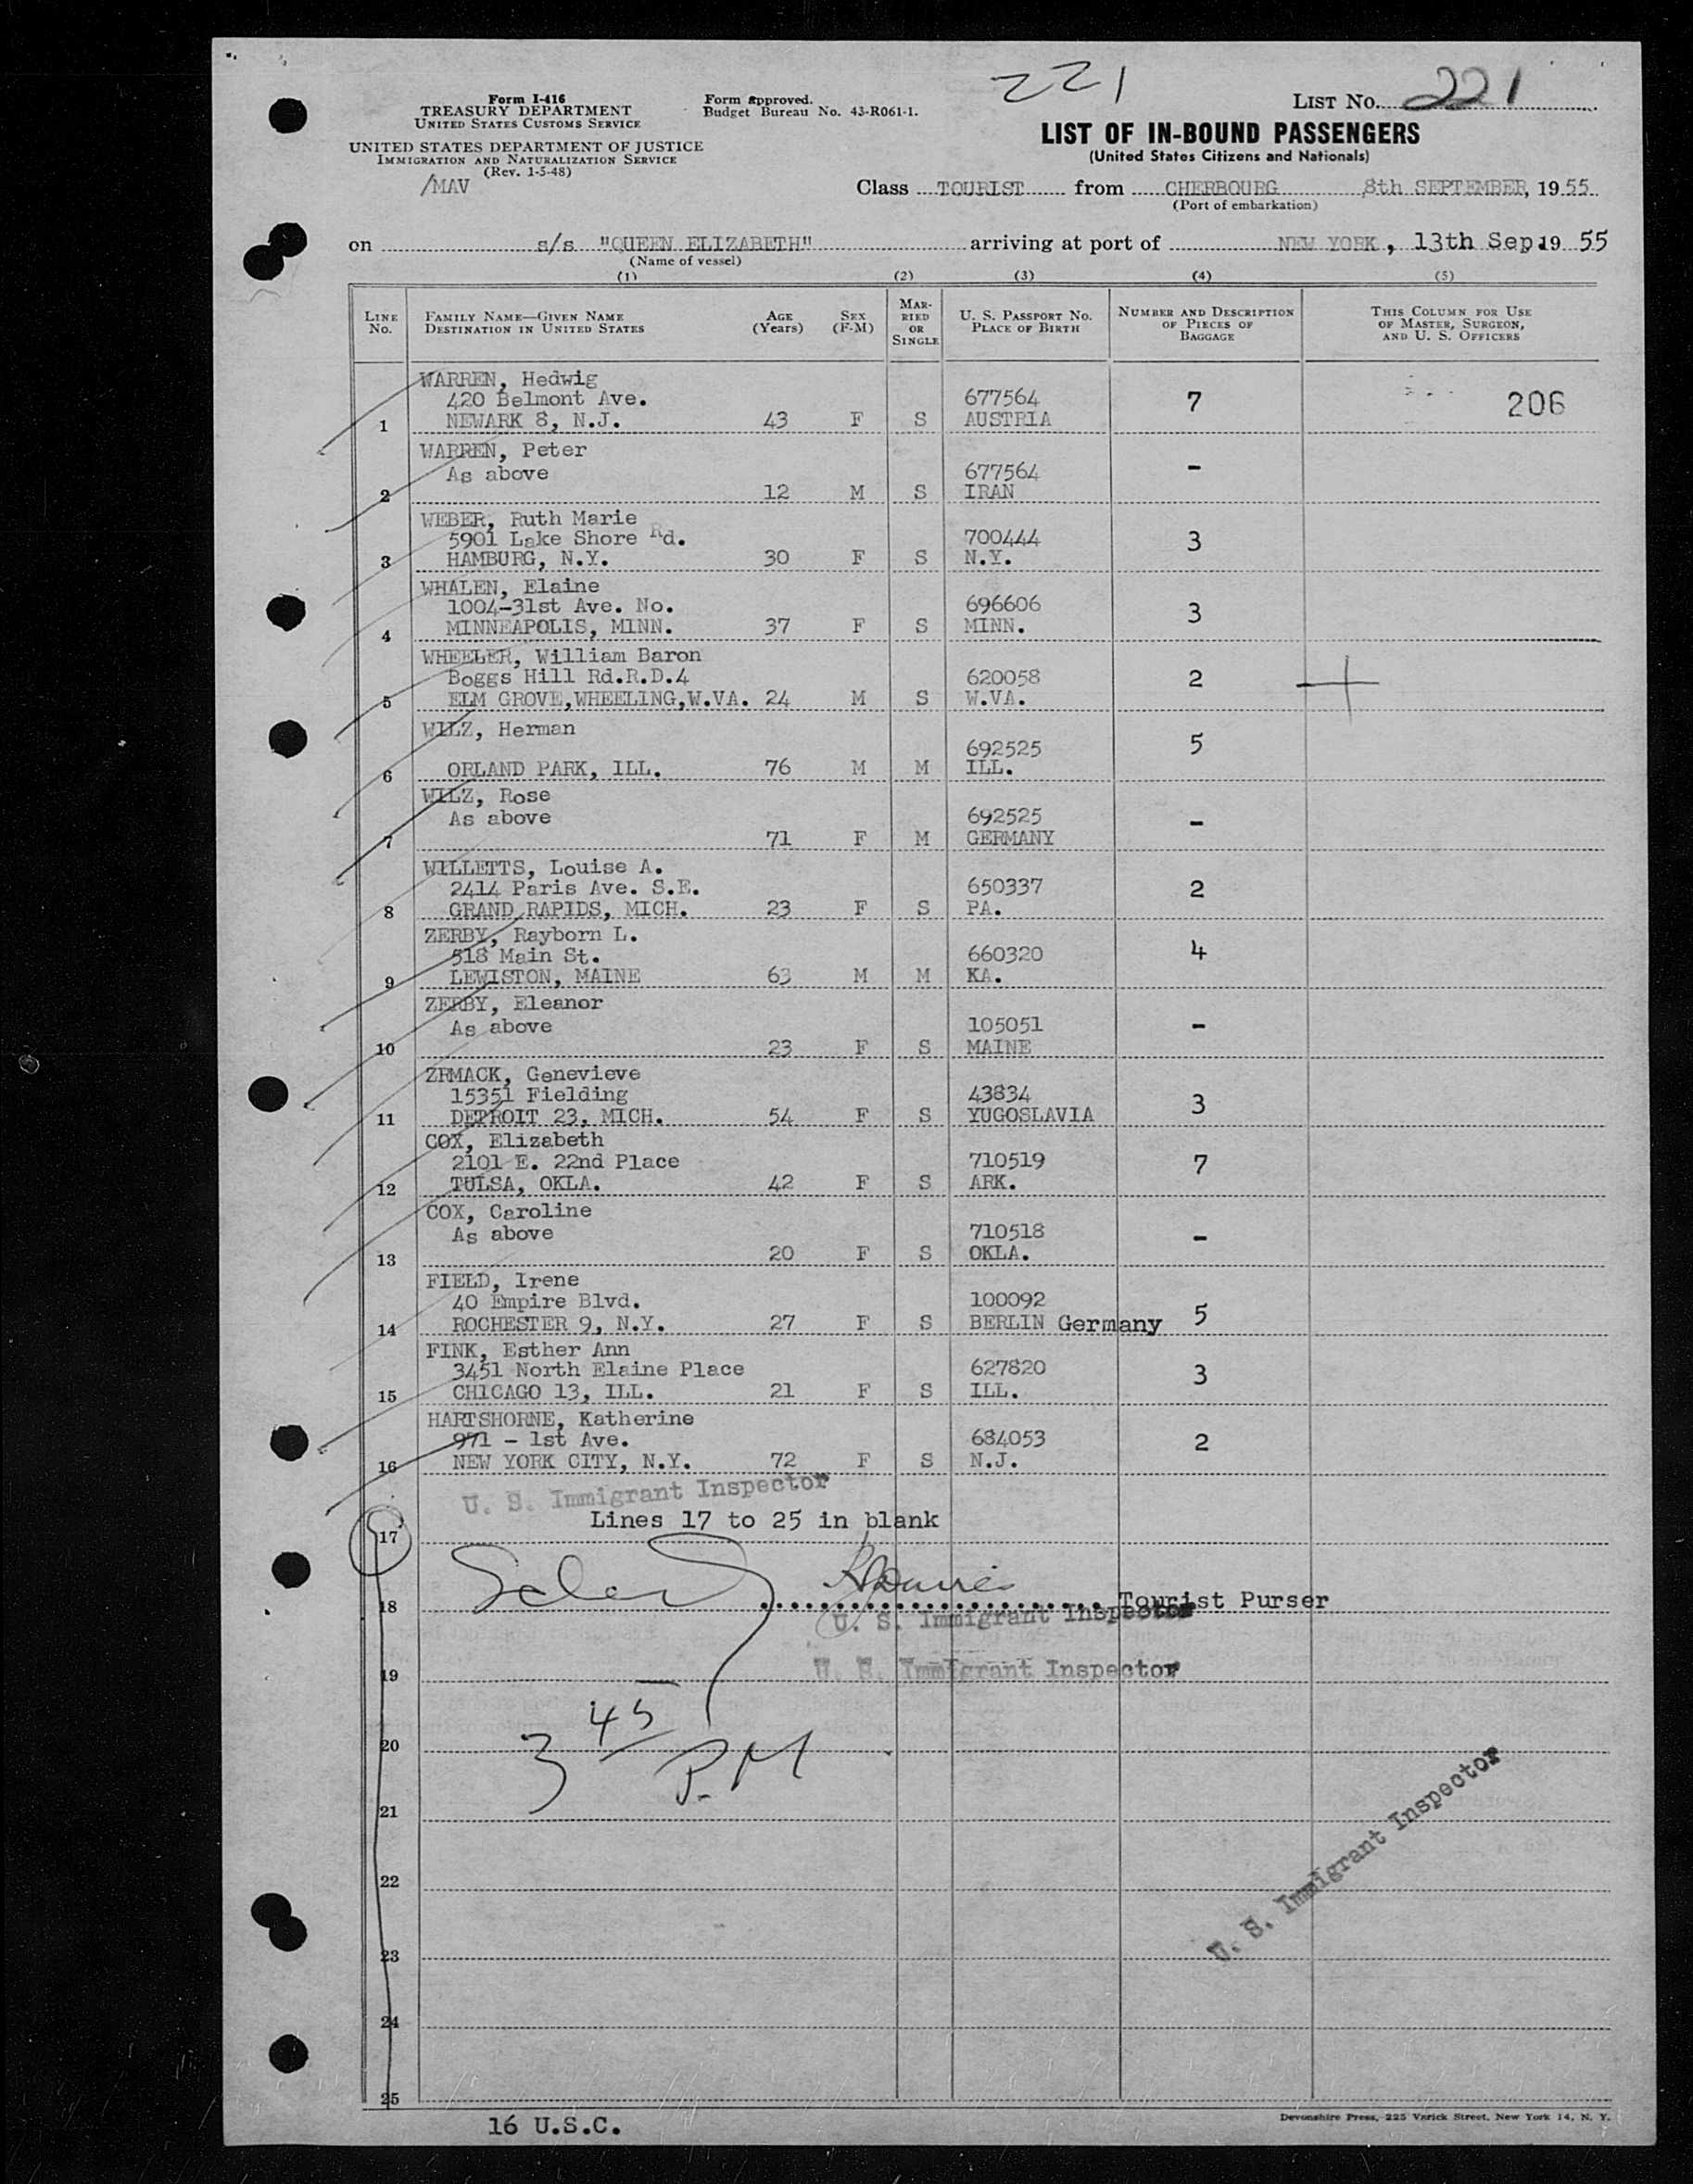 221
Form I-416
TREASURY DEPARTMENT
UNITED STATES CUSTOMS SERVICE
UNITED STATES DEPARTMENT OF JUSTICE
IMMIGRATION AND NATURALIZATION SERVICE
(Rev. 1-5-48)
/MAV
Form Approved.
Budget Bureau No. 43-R061-1.
LIST NO. 221
LIST OF IN-BOUND PASSENGERS
(United States Citizens and Nationals)
Class TOURIST from CHERBOURG 8th SEPTEMBER, 1955
(Port of embarkation)
on s/s "QUEEN ELIZABETH" arriving at port of NEW YORK, 13th Sep. 1955
(Name of vessel)
(1) (2) (3) (4) (5)
LINE No. FAMILY NAME—GIVEN NAME DESTINATION IN UNITED STATES AGE (Years) SEX (F-M) MARRIED OR SINGLE U. S. PASSPORT NO. PLACE OF BIRTH NUMBER AND DESCRIPTION OF PIECES OF BAGGAGE THIS COLUMN FOR USE OF MASTER, SURGEON, AND U. S. OFFICERS
WARREN, Hedwig
420 Belmont Ave. 677564 7 206
1 NEWARK 8, N.J. 43 F S AUSTRIA
WARREN, Peter
As above 677564 -
2 12 M S IRAN
WEBER, Ruth Marie
5901 Lake Shore Rd. 700444 3
3 HAMBURG, N.Y. 30 F S N.Y.
WHALEN, Elaine
1004-31st Ave. No. 696606 3
4 MINNEAPOLIS, MINN. 37 F S MINN.
WHEELER, William Baron
Boggs Hill Rd.R.D.4 620058 2
5 ELM GROVE,WHEELING,W.VA. 24 M S W.VA.
WILZ, Herman
692525 5
6 ORLAND PARK, ILL. 76 M M ILL.
WILZ, Rose
As above 692525 -
7 71 F M GERMANY
WILLETTS, Louise A.
2414 Paris Ave. S.E. 650337 2
8 GRAND RAPIDS, MICH. 23 F S PA.
ZERBY, Rayborn L.
518 Main St. 660320 4
9 LEWISTON, MAINE 63 M M KA.
ZERBY, Eleanor
As above 105051 -
10 23 F S MAINE
ZRMACK, Genevieve
15351 Fielding 43834 3
11 DETROIT 23, MICH. 54 F S YUGOSLAVIA
COX, Elizabeth
2101 E. 22nd Place 710519 7
12 TULSA, OKLA. 42 F S ARK.
COX, Caroline
As above 710518 -
13 20 F S OKLA.
FIELD, Irene
40 Empire Blvd. 100092 5
14 ROCHESTER 9, N.Y. 27 F S BERLIN Germany
FINK, Esther Ann
3451 North Elaine Place 627820 3
15 CHICAGO 13, ILL. 21 F S ILL.
HARTSHORNE, Katherine
971 - 1st Ave. 684053 2
16 NEW YORK CITY, N.Y. 72 F S N.J.
U. S. Immigrant Inspector
Lines 17 to 25 in blank
17
18 Tourist Purser
U. S. Immigrant Inspector
19 U. S. Immigrant Inspector
3 45 P.M
20
21
U. S. Immigrant Inspector
22
23
24
25
16 U.S.C.
Devonshire Press, 225 Varick Street, New York 14, N. Y.